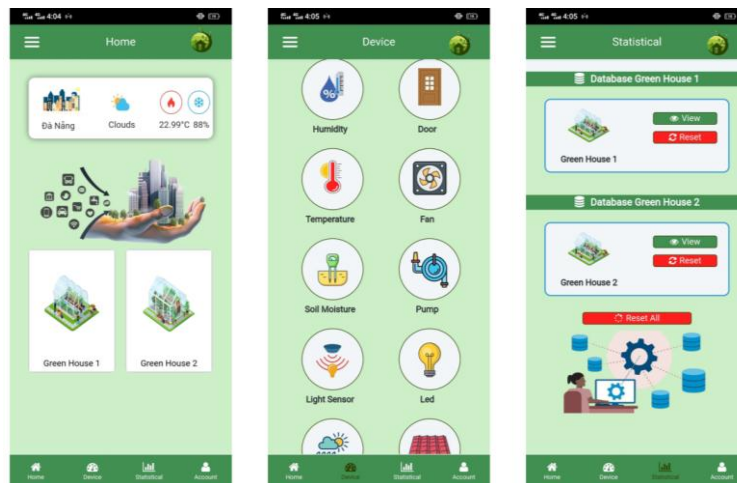 4:04
Home
Đà Nẵng
Clouds
22.99°C 88%
Green House 1
Green House 2
Home
Device
Statistical
Account
4:05
Device
%
Humidity
Door
Temperature
Fan
Soil Moisture
Pump
Light Sensor
Led
Home
Device
Statistical
Account
4:05
Statistical
Database Green House 1
View
Reset
Green House 1
Database Green House 2
View
Reset
Green House 2
Reset All
Home
Device
Statistical
Account